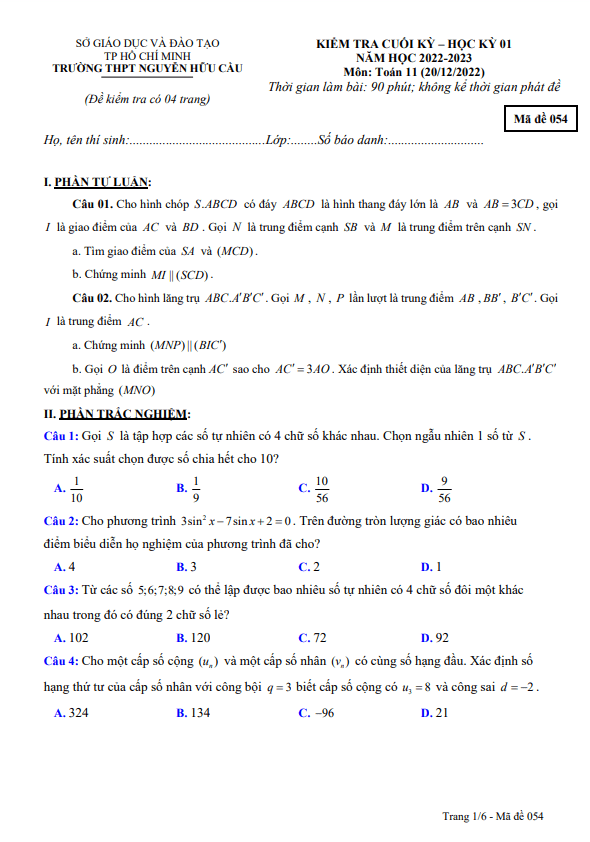 SỞ GIÁO DỤC VÀ ĐÀO TẠO
TP HỒ CHÍ MINH
TRƯỜNG THPT NGUYỄN HỮU CẦU
(Đề kiểm tra có 04 trang)
KIỂM TRA CUỐI KỲ – HỌC KỲ 01
NĂM HỌC 2022-2023
Môn: Toán 11 (20/12/2022)
Thời gian làm bài: 90 phút; không kể thời gian phát đề
Mã đề 054
Họ, tên thí sinh:..........................................Lớp:........Số báo danh:..............................
I. PHẦN TỰ LUẬN:
Câu 01. Cho hình chóp S.ABCD có đáy ABCD là hình thang đáy lớn là AB và AB = 3CD, gọi
I là giao điểm của AC và BD. Gọi N là trung điểm cạnh SB và M là trung điểm trên cạnh SN.
a. Tìm giao điểm của SA và (MCD).
b. Chứng minh MI || (SCD).
Câu 02. Cho hình lăng trụ ABC.A'B'C'. Gọi M, N, P lần lượt là trung điểm AB, BB', B'C'. Gọi
I là trung điểm AC.
a. Chứng minh (MNP) || (BIC')
b. Gọi O là điểm trên cạnh AC' sao cho AC' = 3AO. Xác định thiết diện của lăng trụ ABC.A'B'C'
với mặt phẳng (MNO)
II. PHẦN TRẮC NGHIỆM:
Câu 1: Gọi S là tập hợp các số tự nhiên có 4 chữ số khác nhau. Chọn ngẫu nhiên 1 số từ S.
Tính xác suất chọn được số chia hết cho 10?
A. 1/10 B. 1/9 C. 10/56 D. 9/56
Câu 2: Cho phương trình 3sin² x − 7sin x + 2 = 0. Trên đường tròn lượng giác có bao nhiêu
điểm biểu diễn họ nghiệm của phương trình đã cho?
A. 4 B. 3 C. 2 D. 1
Câu 3: Từ các số 5;6;7;8;9 có thể lập được bao nhiêu số tự nhiên có 4 chữ số đôi một khác
nhau trong đó có đúng 2 chữ số lẻ?
A. 102 B. 120 C. 72 D. 92
Câu 4: Cho một cấp số cộng (uₙ) và một cấp số nhân (vₙ) có cùng số hạng đầu. Xác định số
hạng thứ tư của cấp số nhân với công bội q = 3 biết cấp số cộng có u₃ = 8 và công sai d = −2.
A. 324 B. 134 C. −96 D. 21
Trang 1/6 - Mã đề 054